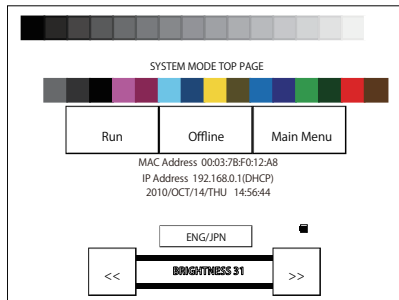 SYSTEM MODE TOP PAGE
Run Offline Main Menu
MAC Address 00:03:7B:F0:12:A8
IP Address 192.168.0.1(DHCP)
2010/OCT/14/THU 14:56:44
ENG/JPN
<< BRIGHTNESS 31 >>